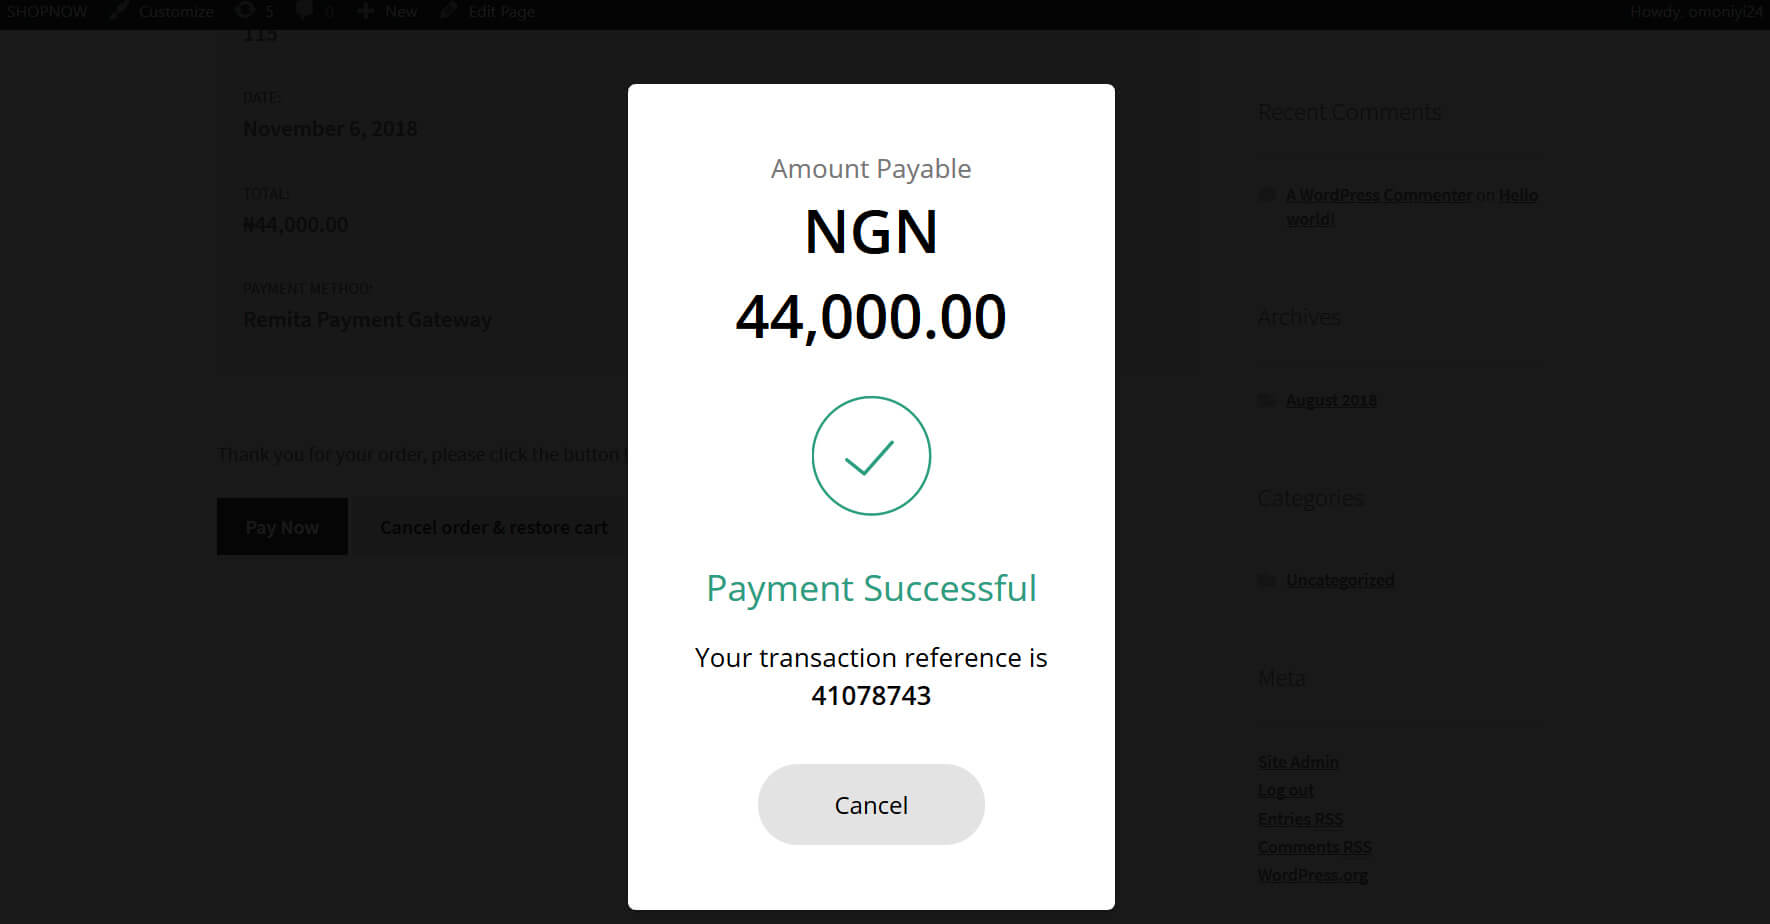 SHOPNOW Customize 5 0 New Edit Page Howdy, omoniyi24
115
DATE:
November 6, 2018
TOTAL:
₦44,000.00
PAYMENT METHOD:
Remita Payment Gateway
Thank you for your order, please click the button
Pay Now Cancel order & restore cart
Amount Payable
NGN
44,000.00
Payment Successful
Your transaction reference is
41078743
Cancel
Recent Comments
A WordPress Commenter on Hello
world!
Archives
August 2018
Categories
Uncategorized
Meta
Site Admin
Log out
Entries RSS
Comments RSS
WordPress.org